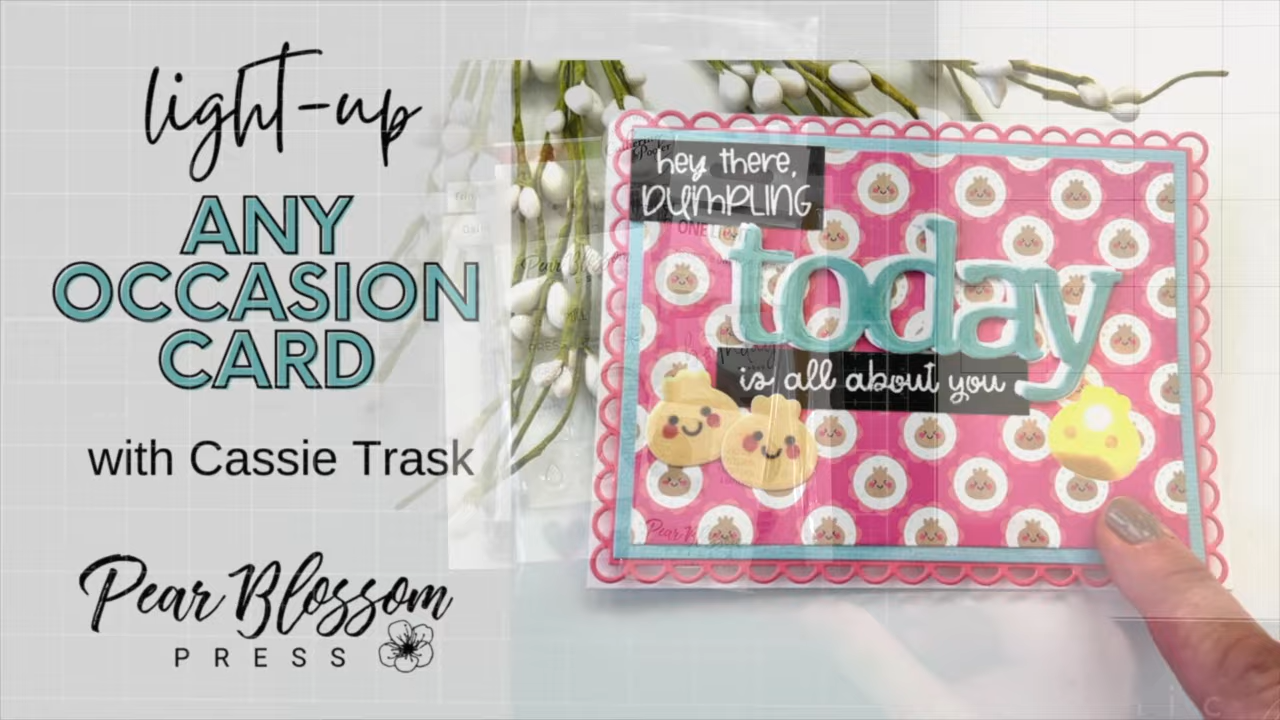 light-up
ANY
OCCASION
CARD
with Cassie Trask
Pear Blossom
PRESS
hey there,
DUMPLING
today
is all about you